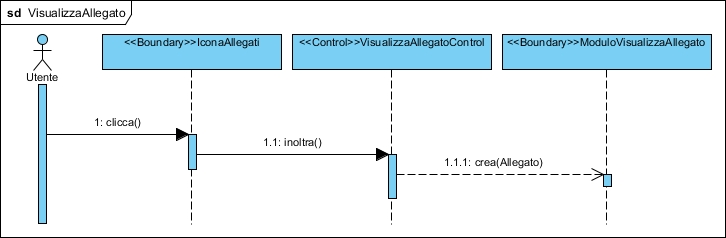 sd VisualizzaAllegato
<<Boundary>>IconaAllegati
<<Control>>VisualizzaAllegatoControl
<<Boundary>>ModuloVisualizzaAllegato
Utente
1: clicca()
1.1: inoltra()
1.1.1: crea(Allegato)